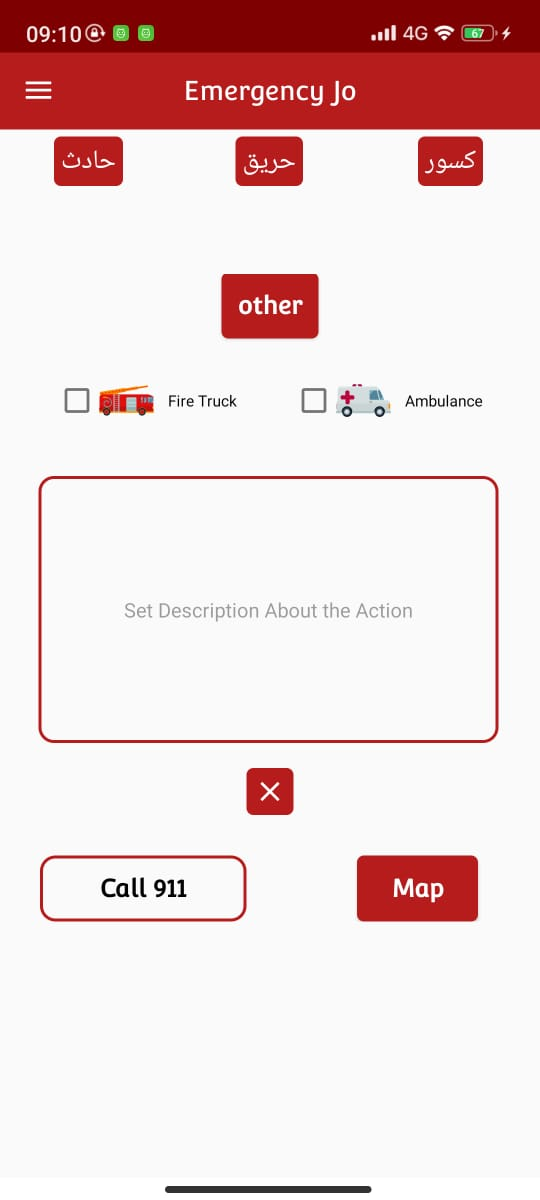 09:10
4G
67
Emergency Jo
حادث
حريق
كسور
other
Fire Truck
Ambulance
Set Description About the Action
Call 911
Map